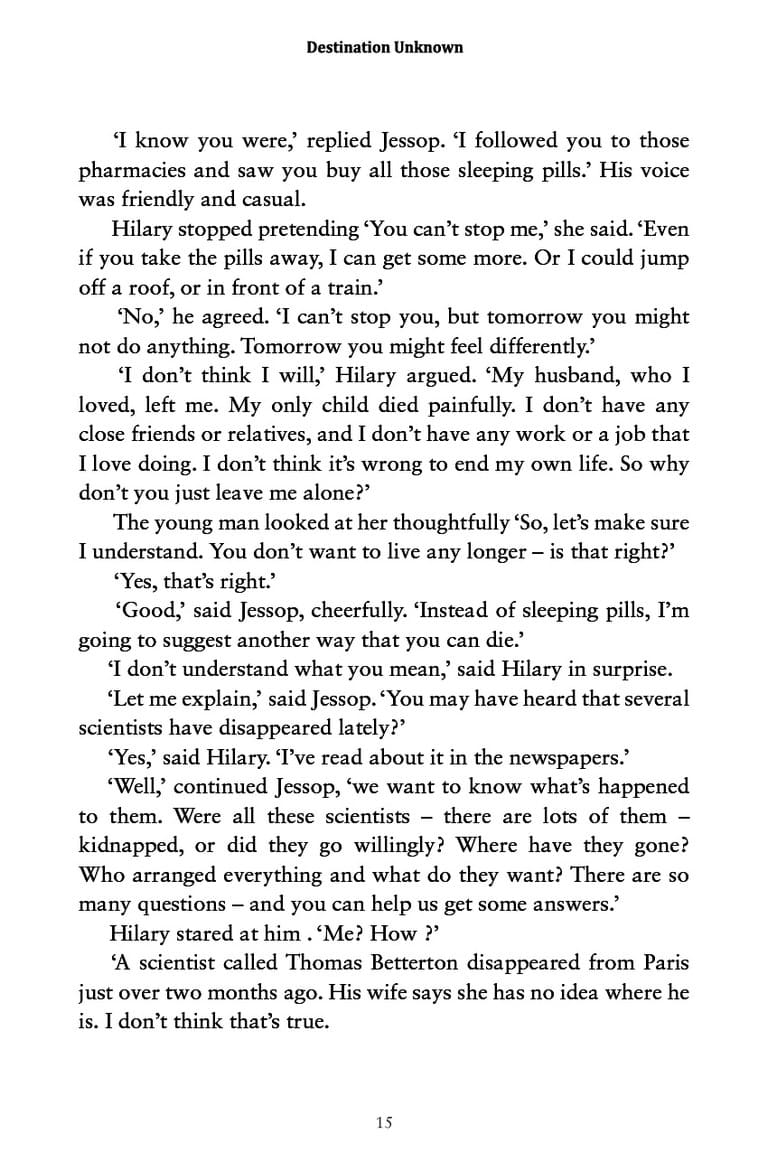 Destination Unknown
‘I know you were,’ replied Jessop. ‘I followed you to those
pharmacies and saw you buy all those sleeping pills.’ His voice
was friendly and casual.
Hilary stopped pretending ‘You can’t stop me,’ she said. ‘Even
if you take the pills away, I can get some more. Or I could jump
off a roof, or in front of a train.’
‘No,’ he agreed. ‘I can’t stop you, but tomorrow you might
not do anything. Tomorrow you might feel differently.’
‘I don’t think I will,’ Hilary argued. ‘My husband, who I
loved, left me. My only child died painfully. I don’t have any
close friends or relatives, and I don’t have any work or a job that
I love doing. I don’t think it’s wrong to end my own life. So why
don’t you just leave me alone?’
The young man looked at her thoughtfully ‘So, let’s make sure
I understand. You don’t want to live any longer – is that right?’
‘Yes, that’s right.’
‘Good,’ said Jessop, cheerfully. ‘Instead of sleeping pills, I’m
going to suggest another way that you can die.’
‘I don’t understand what you mean,’ said Hilary in surprise.
‘Let me explain,’ said Jessop. ‘You may have heard that several
scientists have disappeared lately?’
‘Yes,’ said Hilary. ‘I’ve read about it in the newspapers.’
‘Well,’ continued Jessop, ‘we want to know what’s happened
to them. Were all these scientists – there are lots of them –
kidnapped, or did they go willingly? Where have they gone?
Who arranged everything and what do they want? There are so
many questions – and you can help us get some answers.’
Hilary stared at him . ‘Me? How ?’
‘A scientist called Thomas Betterton disappeared from Paris
just over two months ago. His wife says she has no idea where he
is. I don’t think that’s true.
15